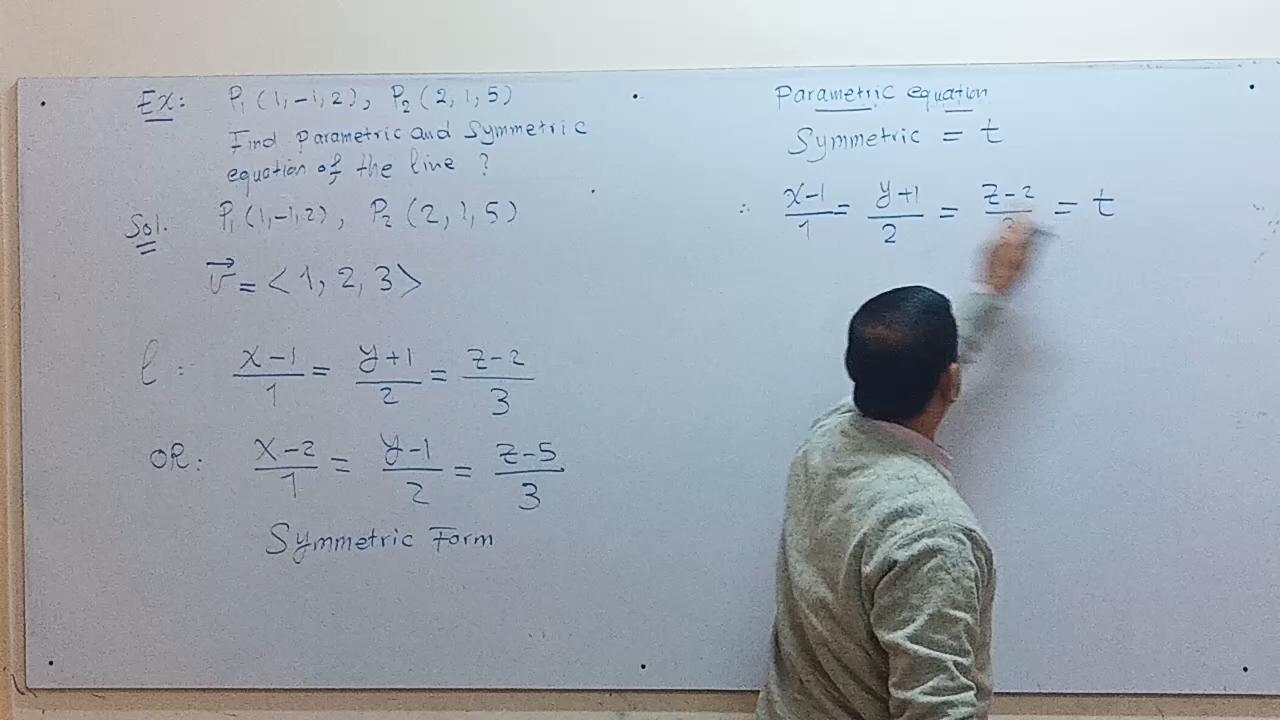 Ex: P₁(1,-1,2), P₂(2,1,5)
Find parametric and symmetric
equation of the line ?
Sol. P₁(1,-1,2), P₂(2,1,5)
v⃗ = <1, 2, 3>
l: (x-1)/1 = (y+1)/2 = (z-2)/3
OR: (x-2)/1 = (y-1)/2 = (z-5)/3
Symmetric Form
Parametric equation
Symmetric = t
∴ (x-1)/1 = (y+1)/2 = (z-2)/ = t